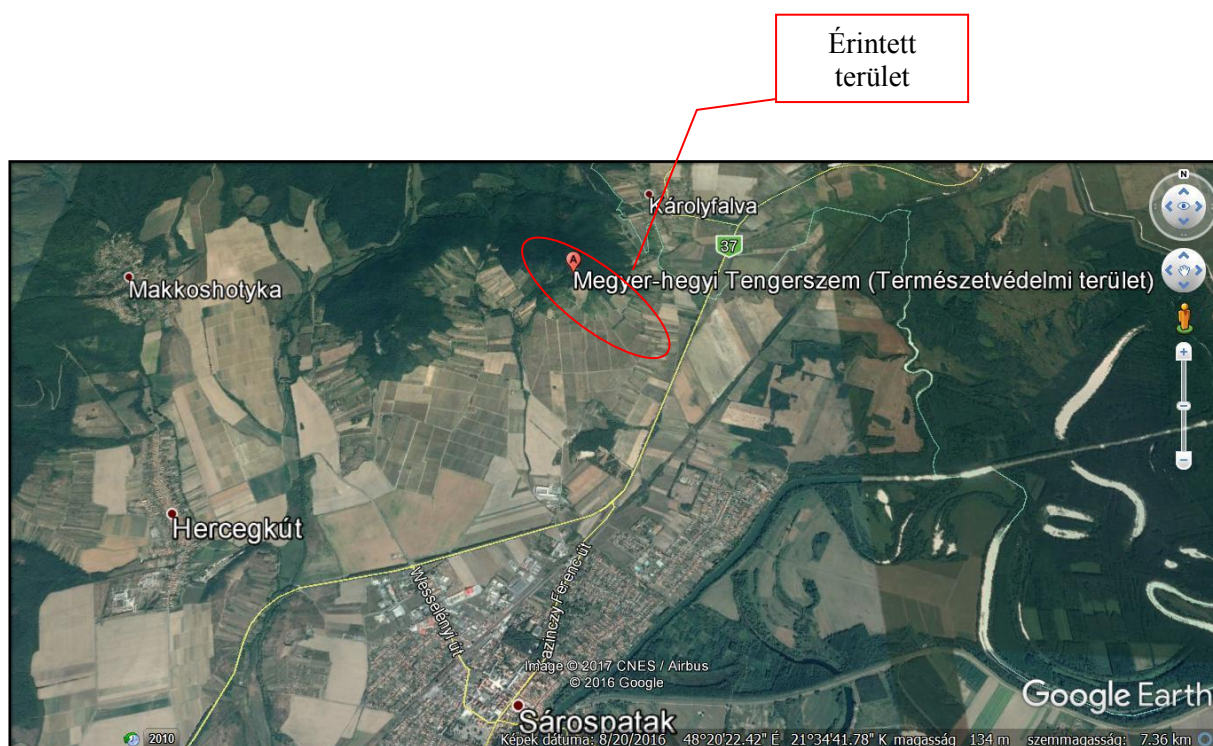 Érintett
terület
N
Károlyfalva
37
A
Megyer-hegyi Tengerszem (Természetvédelmi terület)
Makkoshotyka
Hercegkút
Wesselényi út
Kazinczy Ferenc út
Image © 2017 CNES / Airbus
© 2016 Google
Google Earth
Sárospatak
2010
Képek dátuma: 8/20/2016 48°20'22.42" É 21°34'41.78" K magasság 134 m szemmagasság: 7.36 km